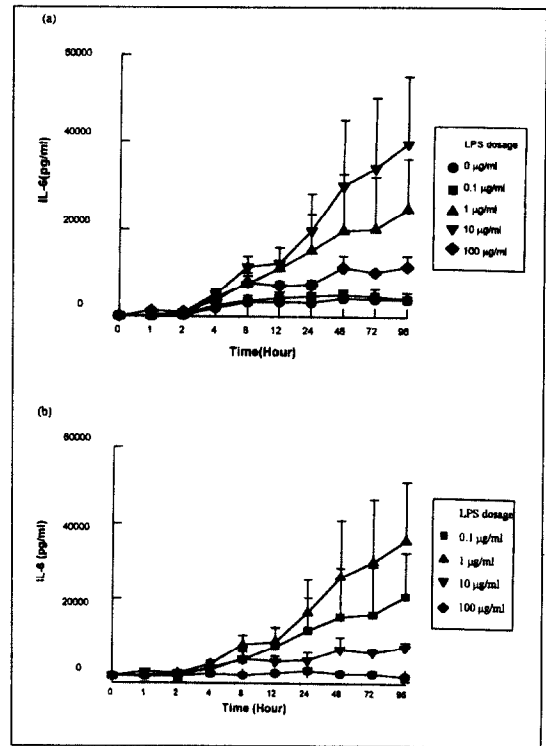 (a)
60000
40000
20000
0
IL-6(pg/ml)
0 1 2 4 8 12 24 48 72 96
Time(Hour)
LPS dosage
0 µg/ml
0.1 µg/ml
1 µg/ml
10 µg/ml
100 µg/ml
(b)
60000
40000
20000
0
IL-6 (pg/ml)
0 1 2 4 8 12 24 48 72 96
Time (Hour)
LPS dosage
0.1 µg/ml
1 µg/ml
10 µg/ml
100 µg/ml